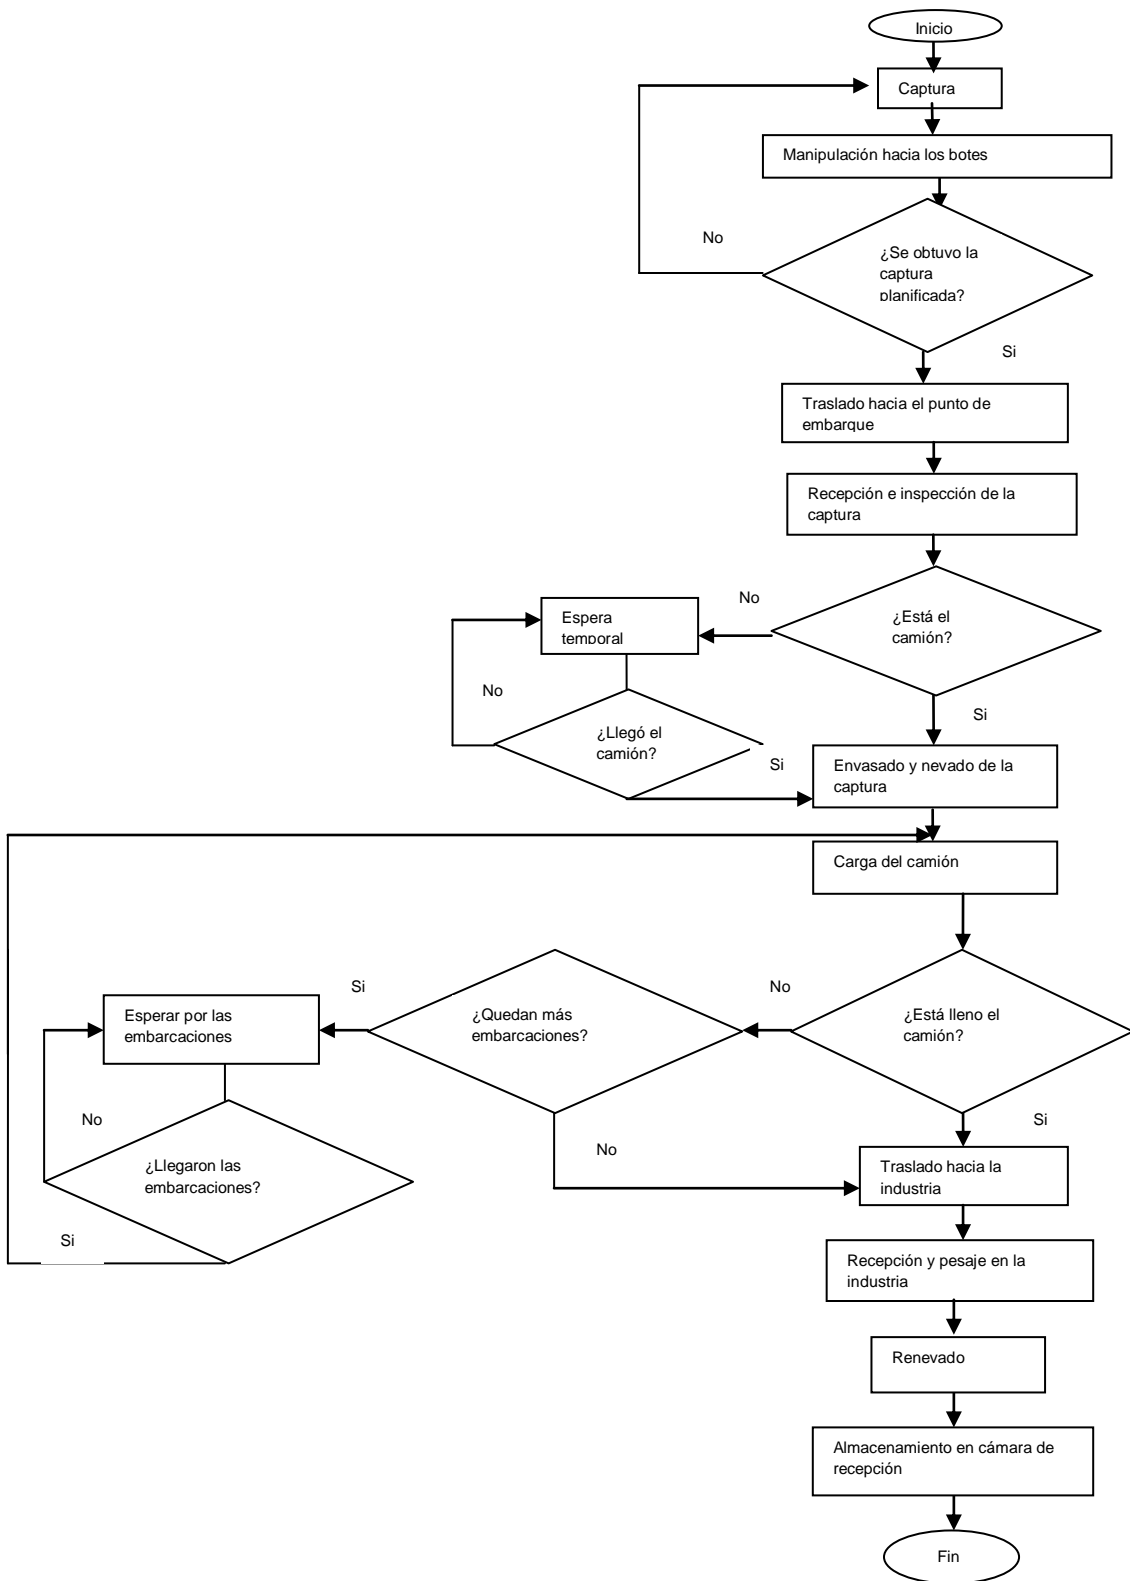 Inicio
Captura
Manipulación hacia los botes
No
¿Se obtuvo la
captura
planificada?
Si
Traslado hacia el punto de
embarque
Recepción e inspección de la
captura
No
¿Está el
camión?
Espera
temporal
No
Si
¿Llegó el
camión?
Si
Envasado y nevado de la
captura
Carga del camión
Si
No
Esperar por las
embarcaciones
¿Quedan más
embarcaciones?
¿Está lleno el
camión?
No
Si
No
¿Llegaron las
embarcaciones?
Traslado hacia la
industria
Si
Recepción y pesaje en la
industria
Renevado
Almacenamiento en cámara de
recepción
Fin